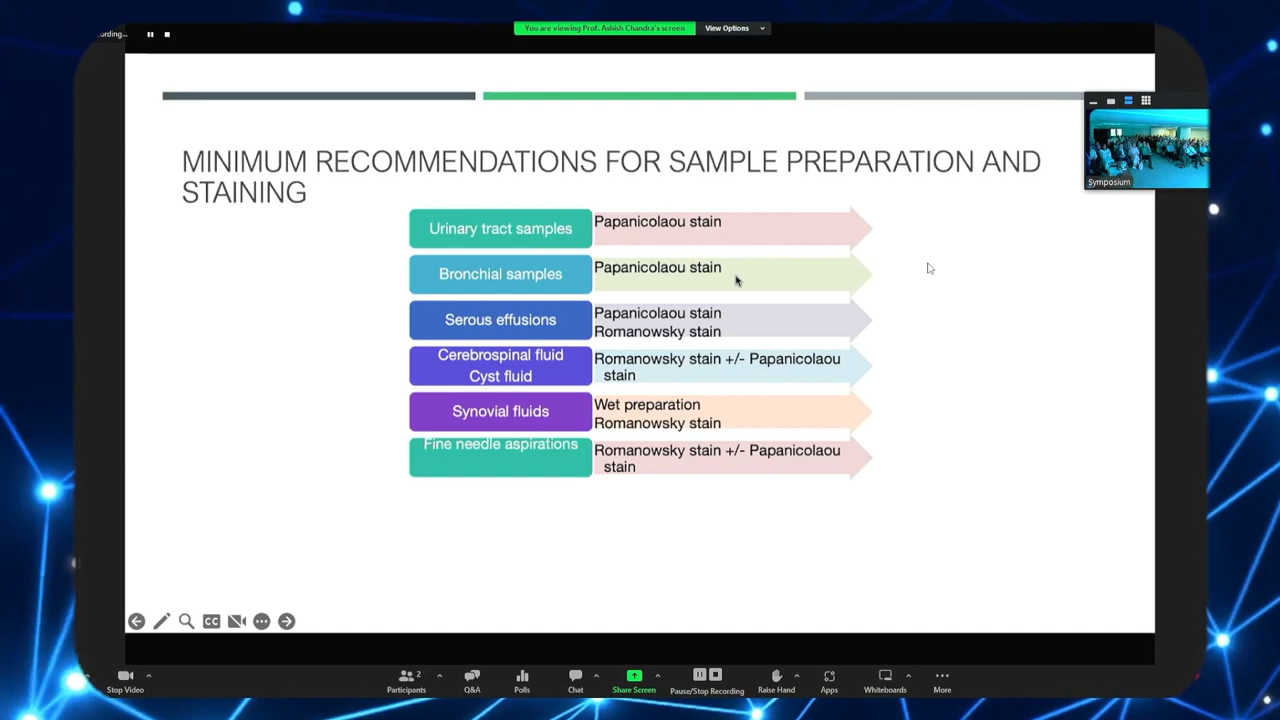 ording...
You are viewing Prof. Ashish Chandra's screen
View Options
MINIMUM RECOMMENDATIONS FOR SAMPLE PREPARATION AND
STAINING
Symposium
Urinary tract samples
Papanicolaou stain
Bronchial samples
Papanicolaou stain
Serous effusions
Papanicolaou stain
Romanowsky stain
Cerebrospinal fluid
Cyst fluid
Romanowsky stain +/- Papanicolaou
stain
Synovial fluids
Wet preparation
Romanowsky stain
Fine needle aspirations
Romanowsky stain +/- Papanicolaou
stain
CC
Stop Video
Participants
2
Q&A
Polls
Chat
Share Screen
Pause/Stop Recording
Raise Hand
Apps
Whiteboards
More